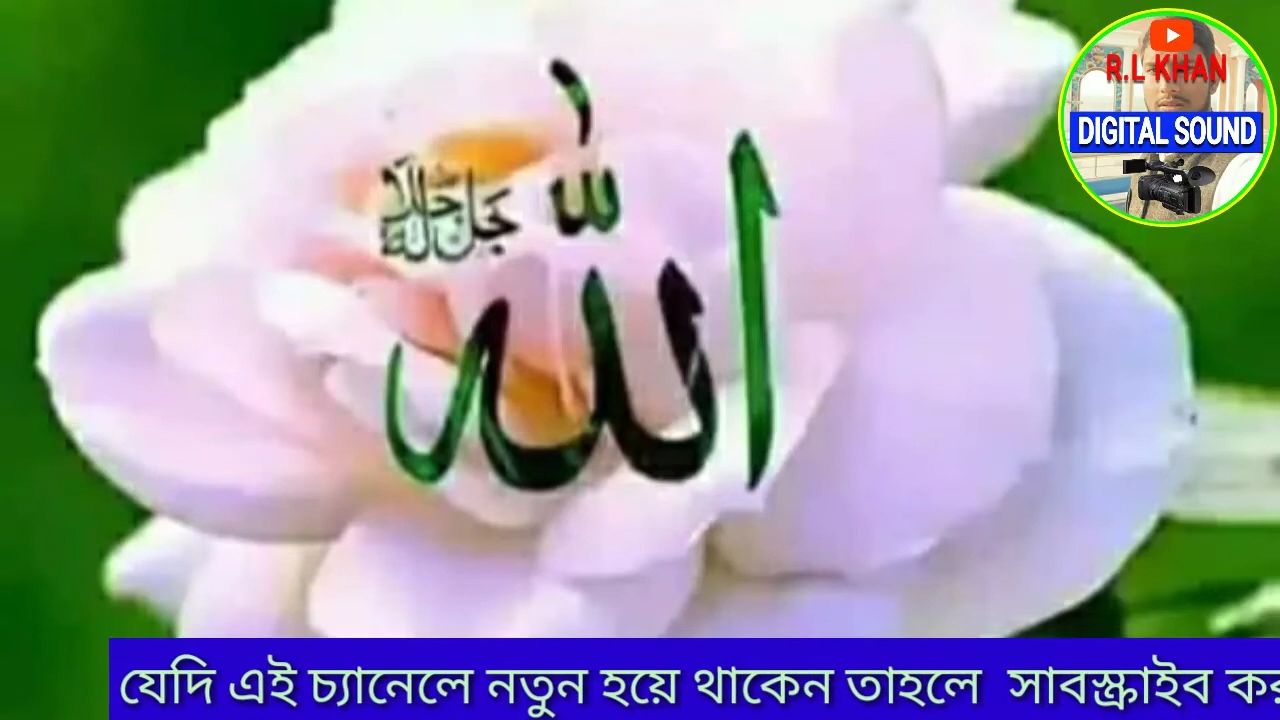 R.L KHAN
DIGITAL SOUND
الله
جل جلاله
যেদি এই চ্যানেলে নতুন হয়ে থাকেন তাহলে সাবস্ক্রাইব